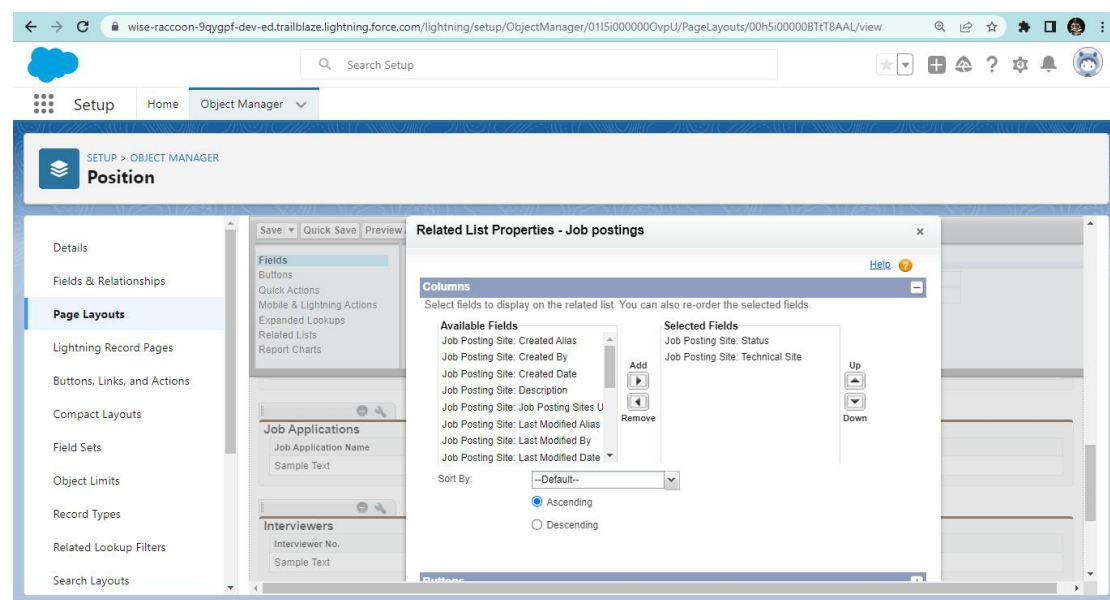 wise-raccoon-9qygpf-dev-ed.trailblaze.lightning.force.com/lightning/setup/ObjectManager/01I5i000000OvpU/PageLayouts/00h5i000008TtT8AAL/view
Search Setup
Setup
Home
Object Manager
SETUP > OBJECT MANAGER
Position
Details
Fields & Relationships
Page Layouts
Lightning Record Pages
Buttons, Links, and Actions
Compact Layouts
Field Sets
Object Limits
Record Types
Related Lookup Filters
Search Layouts
Save
Quick Save
Preview
Fields
Buttons
Quick Actions
Mobile & Lightning Actions
Expanded Lookups
Related Lists
Report Charts
Job Applications
Job Application Name
Sample Text
Interviewers
Interviewer No.
Sample Text
Related List Properties - Job postings
Help
Columns
Select fields to display on the related list. You can also re-order the selected fields.
Available Fields
Job Posting Site: Created Alias
Job Posting Site: Created By
Job Posting Site: Created Date
Job Posting Site: Description
Job Posting Site: Job Posting Sites U
Job Posting Site: Last Modified Alias
Job Posting Site: Last Modified By
Job Posting Site: Last Modified Date
Add
Remove
Selected Fields
Job Posting Site: Status
Job Posting Site: Technical Site
Up
Down
Sort By:
--Default--
Ascending
Descending
Buttons